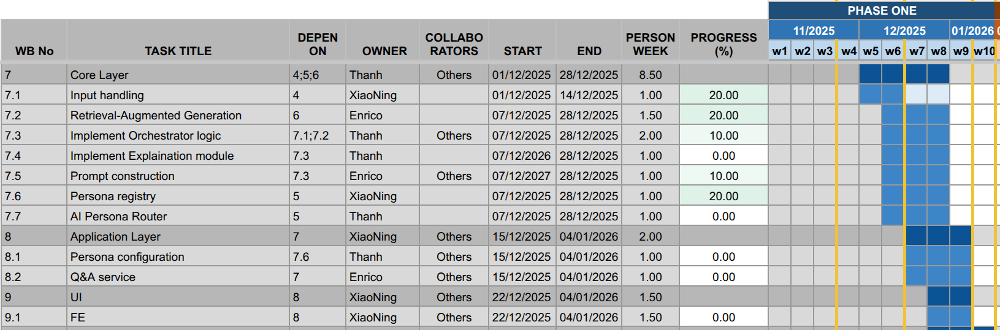 PHASE ONE
11/2025 12/2025 01/2026 0
WB No TASK TITLE DEPEN ON OWNER COLLABO RATORS START END PERSON WEEK PROGRESS (%) w1 w2 w3 w4 w5 w6 w7 w8 w9 w10
7 Core Layer 4;5;6 Thanh Others 01/12/2025 28/12/2025 8.50
7.1 Input handling 4 XiaoNing 01/12/2025 14/12/2025 1.00 20.00
7.2 Retrieval-Augmented Generation 6 Enrico 07/12/2025 28/12/2025 1.50 20.00
7.3 Implement Orchestrator logic 7.1;7.2 Thanh Others 07/12/2025 28/12/2025 2.00 10.00
7.4 Implement Explaination module 7.3 Thanh 07/12/2026 28/12/2025 1.00 0.00
7.5 Prompt construction 7.3 Enrico Others 07/12/2027 28/12/2025 1.00 10.00
7.6 Persona registry 5 XiaoNing 07/12/2025 28/12/2025 1.00 20.00
7.7 AI Persona Router 5 Thanh 07/12/2025 28/12/2025 1.00 0.00
8 Application Layer 7 XiaoNing Others 15/12/2025 04/01/2026 2.00
8.1 Persona configuration 7.6 Thanh Others 15/12/2025 04/01/2026 1.00 0.00
8.2 Q&A service 7 Enrico Others 15/12/2025 04/01/2026 1.00 0.00
9 UI 8 XiaoNing Others 22/12/2025 04/01/2026 1.50
9.1 FE 8 XiaoNing Others 22/12/2025 04/01/2026 1.50 0.00